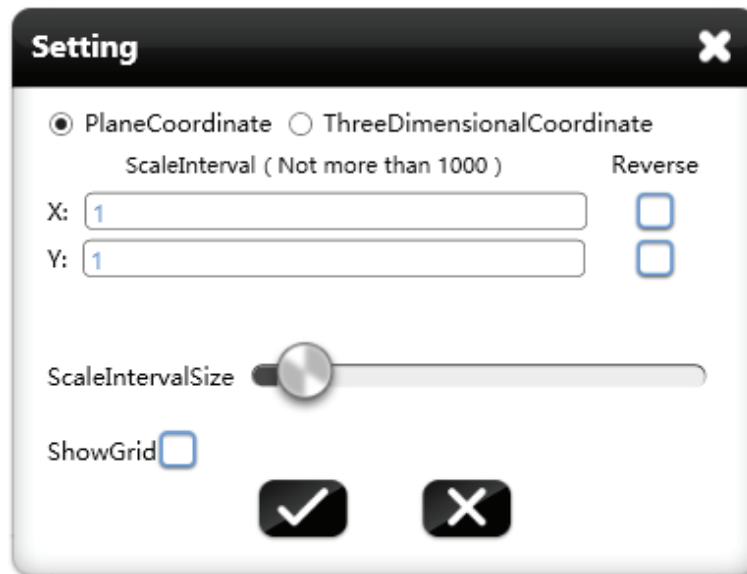 Setting
PlaneCoordinate ThreeDimensionalCoordinate
ScaleInterval ( Not more than 1000 ) Reverse
X: 1
Y: 1
ScaleIntervalSize
ShowGrid